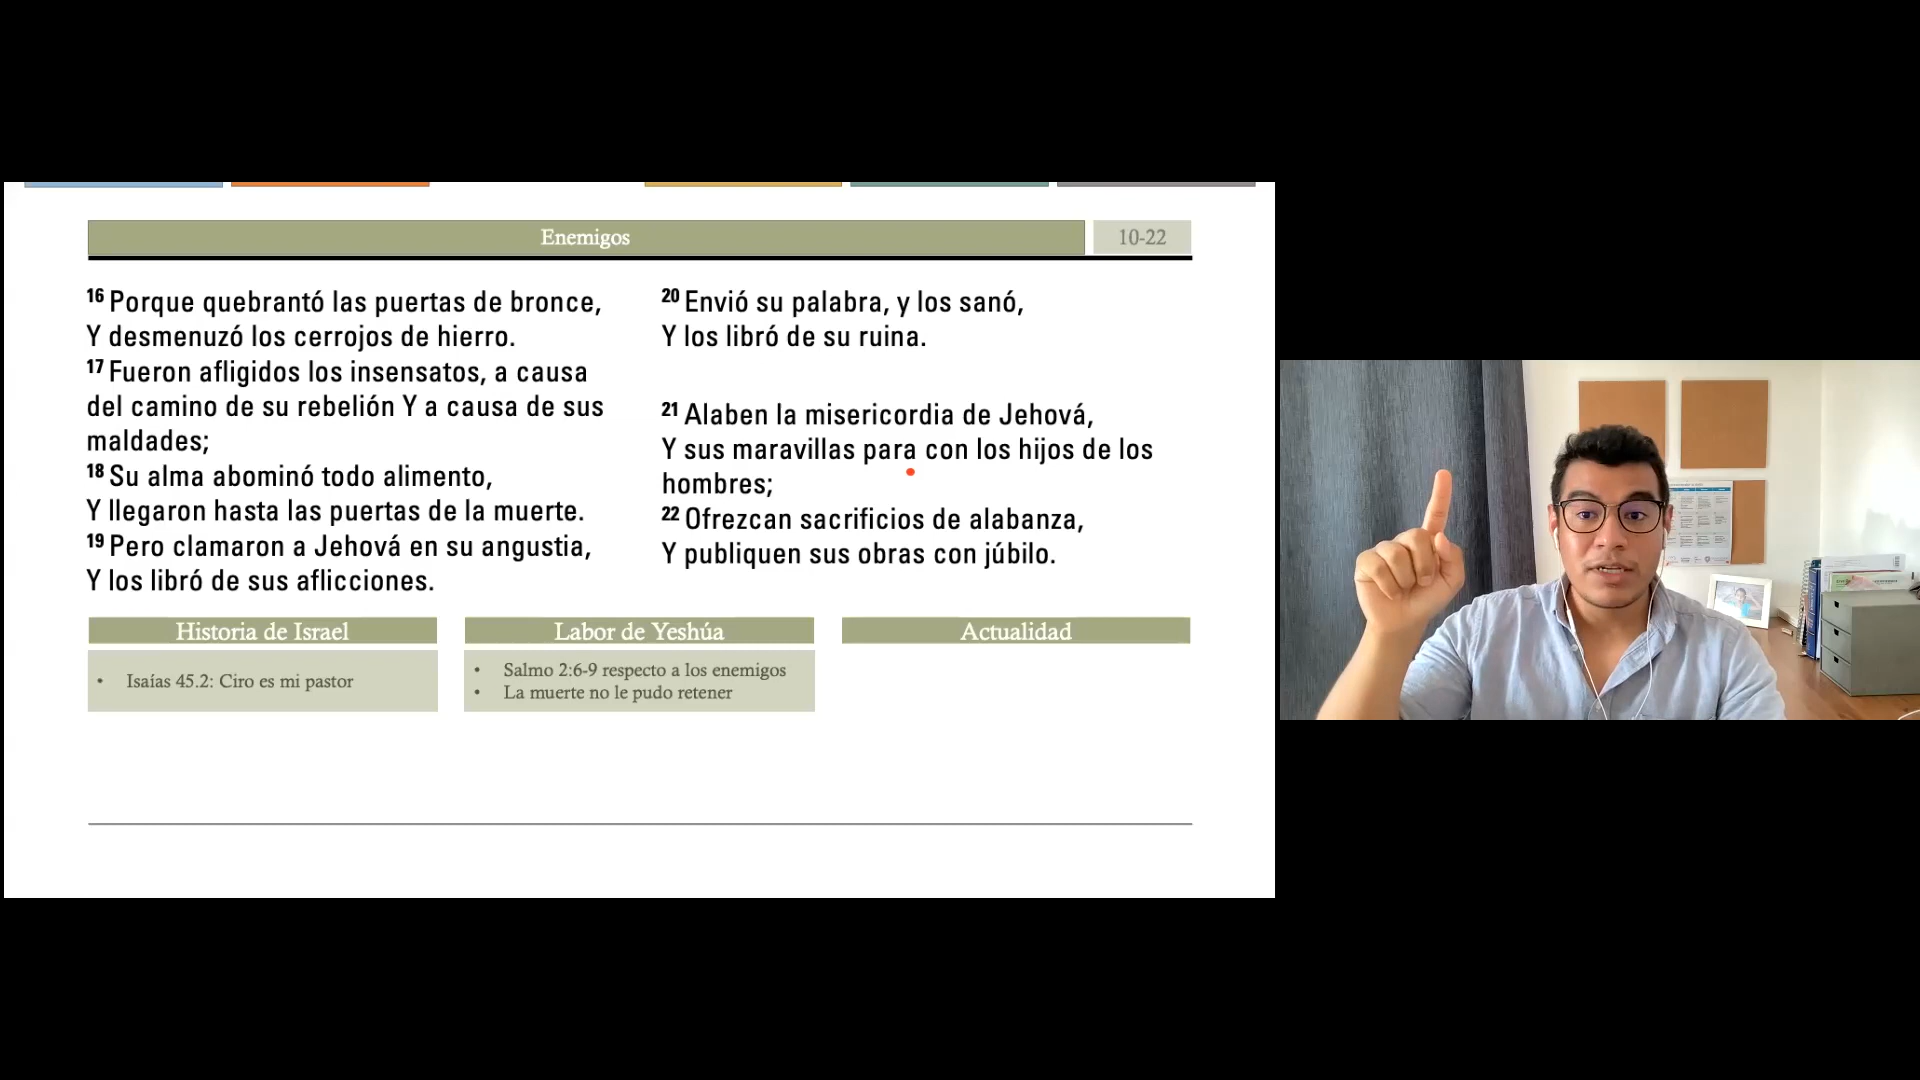 Enemigos
10-22
16 Porque quebrantó las puertas de bronce,
Y desmenuzó los cerrojos de hierro.
17 Fueron afligidos los insensatos, a causa
del camino de su rebelión Y a causa de sus
maldades;
18 Su alma abominó todo alimento,
Y llegaron hasta las puertas de la muerte.
19 Pero clamaron a Jehová en su angustia,
Y los libró de sus aflicciones.
20 Envió su palabra, y los sanó,
Y los libró de su ruina.
21 Alaben la misericordia de Jehová,
Y sus maravillas para con los hijos de los
hombres;
22 Ofrezcan sacrificios de alabanza,
Y publiquen sus obras con júbilo.
Historia de Israel
• Isaías 45.2: Ciro es mi pastor
Labor de Yeshúa
• Salmo 2:6-9 respecto a los enemigos
• La muerte no le pudo retener
Actualidad